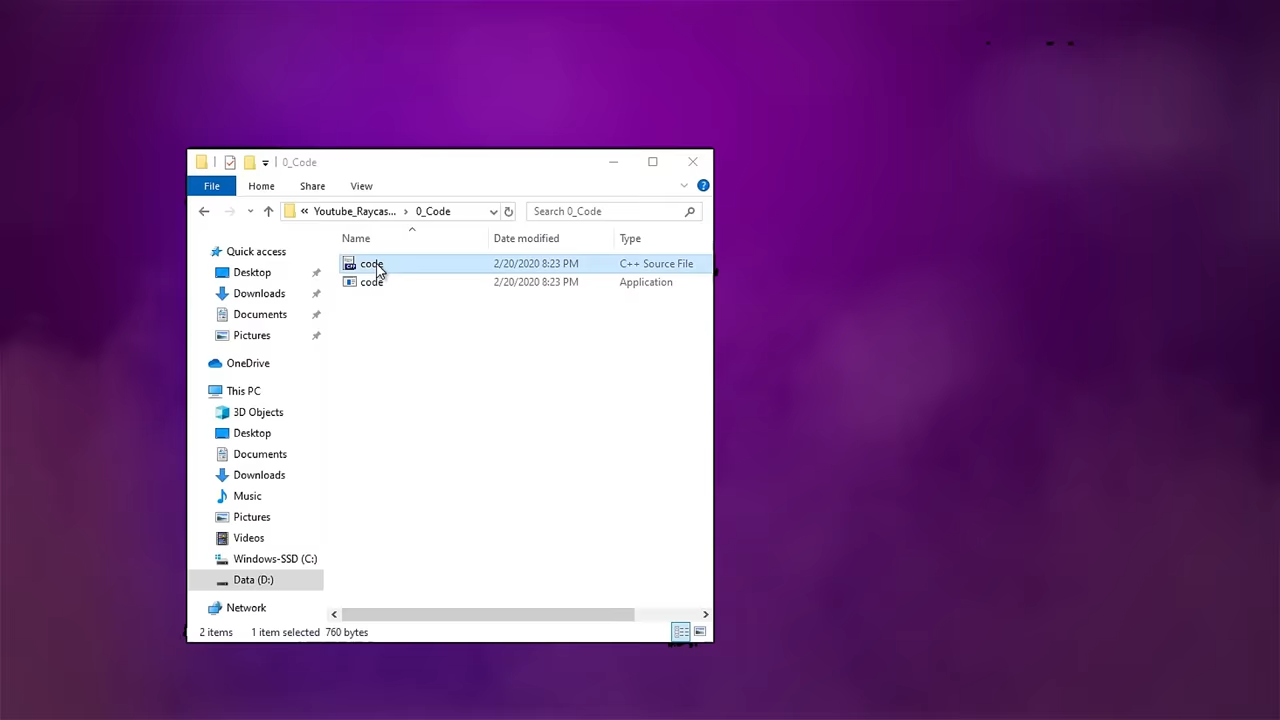 0_Code
File Home Share View
« Youtube_Raycas... › 0_Code Search 0_Code
Name Date modified Type
Quick access
Desktop
Downloads
Documents
Pictures
OneDrive
This PC
3D Objects
Desktop
Documents
Downloads
Music
Pictures
Videos
Windows-SSD (C:)
Data (D:)
Network
code 2/20/2020 8:23 PM C++ Source File
code 2/20/2020 8:23 PM Application
2 items 1 item selected 760 bytes